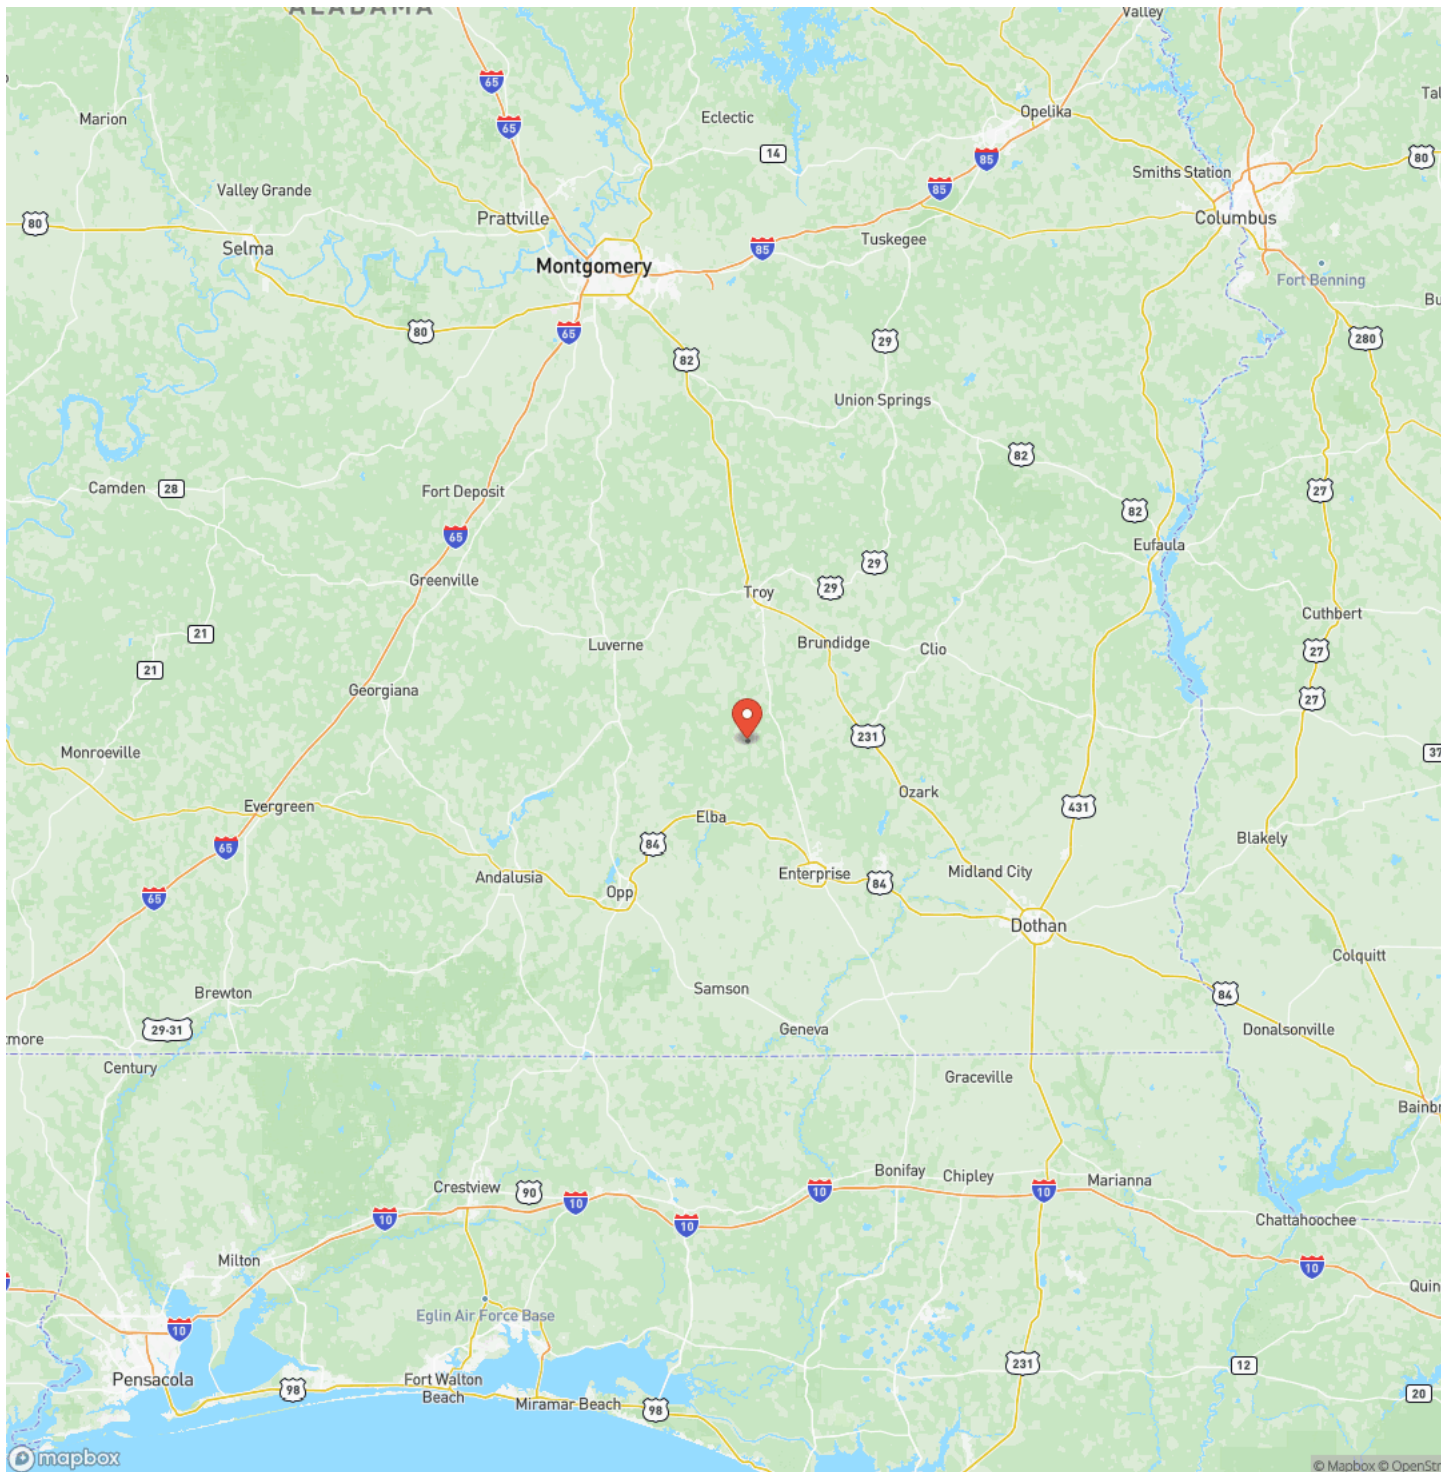 ALABAMA
Valley
65
Marion
65
Eclectic
Opelika
14
85
80
Smiths Station
Valley Grande
85
Prattville
Columbus
80
Selma
Tuskegee
85
Montgomery
Fort Benning
80
65
29
280
82
Union Springs
82
Camden
28
Fort Deposit
27
82
65
Eufaula
29
Greenville
29
Troy
Cuthbert
21
Luverne
Brundidge
Clio
27
21
Georgiana
27
231
Monroeville
37
Ozark
Evergreen
431
Elba
65
84
Blakely
Andalusia
Enterprise
84
Midland City
Opp
65
Dothan
Colquitt
Samson
Brewton
84
29-31
Geneva
Donalsonville
Century
Graceville
Bonifay
Chipley
Marianna
Crestview
90
10
10
10
10
10
Chattahoochee
Milton
10
Eglin Air Force Base
10
Pensacola
231
12
Fort Walton
Beach
98
Miramar Beach
98
20
mapbox
© Mapbox © OpenStr